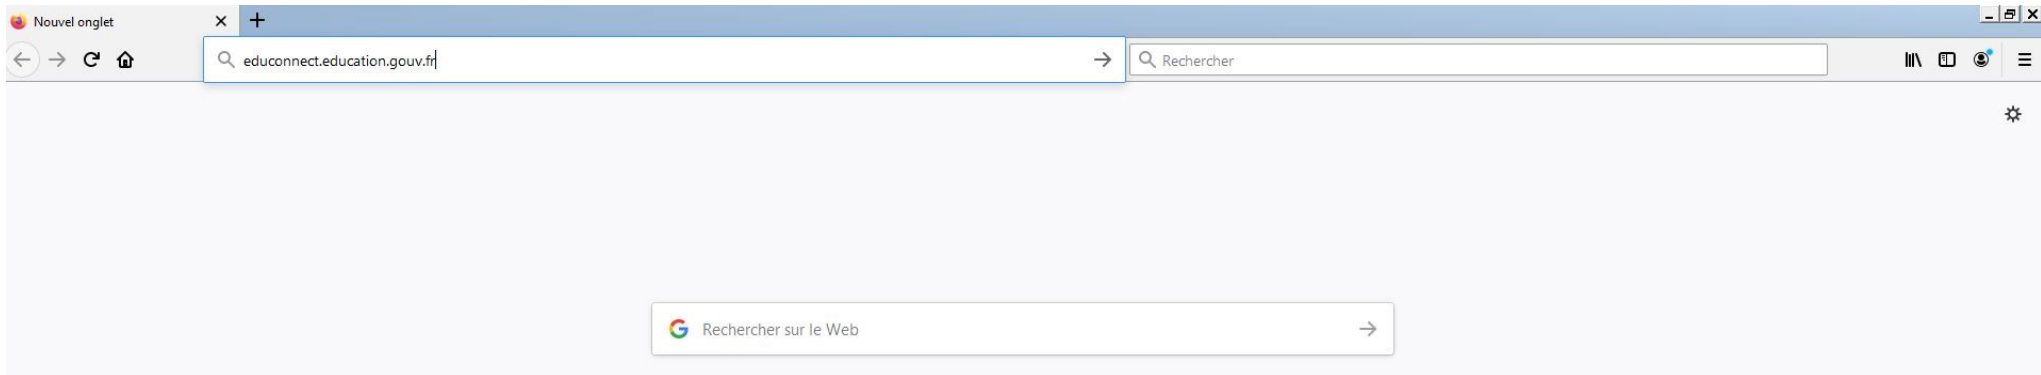 Nouvel onglet
educonnect.education.gouv.fr
Rechercher
Rechercher sur le Web